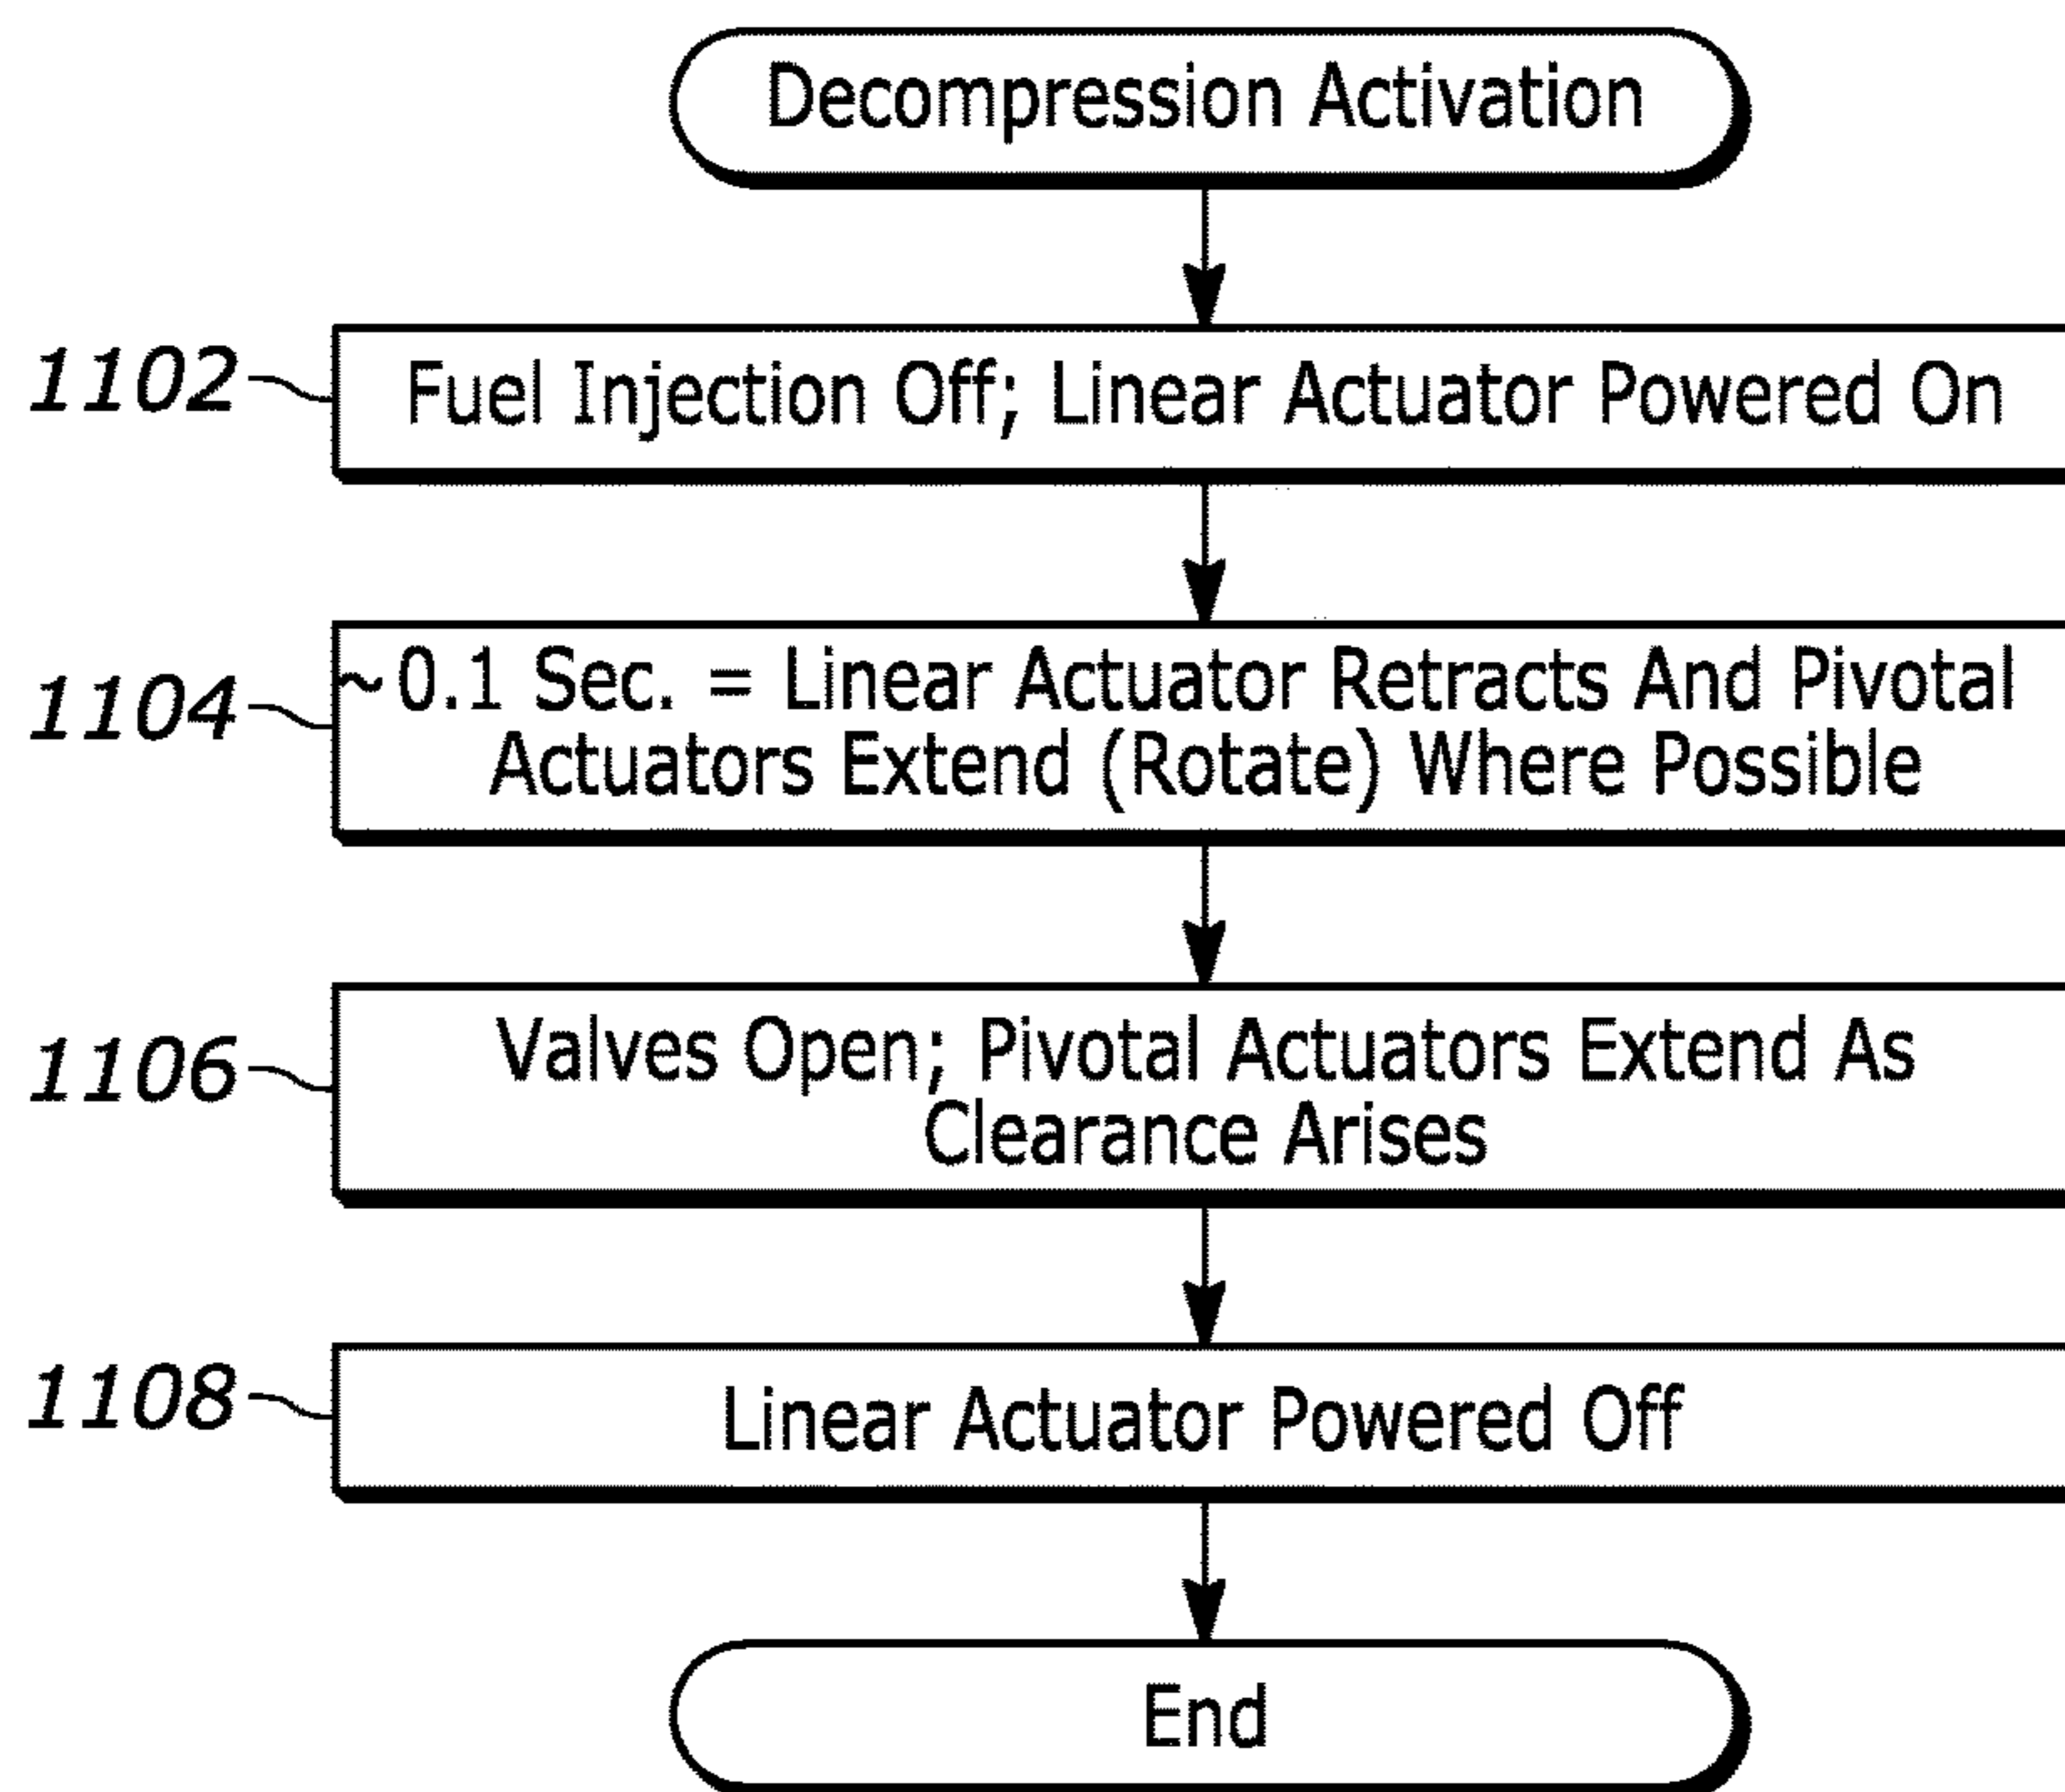 Decompression Activation
1102
Fuel Injection Off; Linear Actuator Powered On
1104
~0.1 Sec. = Linear Actuator Retracts And Pivotal
Actuators Extend (Rotate) Where Possible
1106
Valves Open; Pivotal Actuators Extend As
Clearance Arises
1108
Linear Actuator Powered Off
End